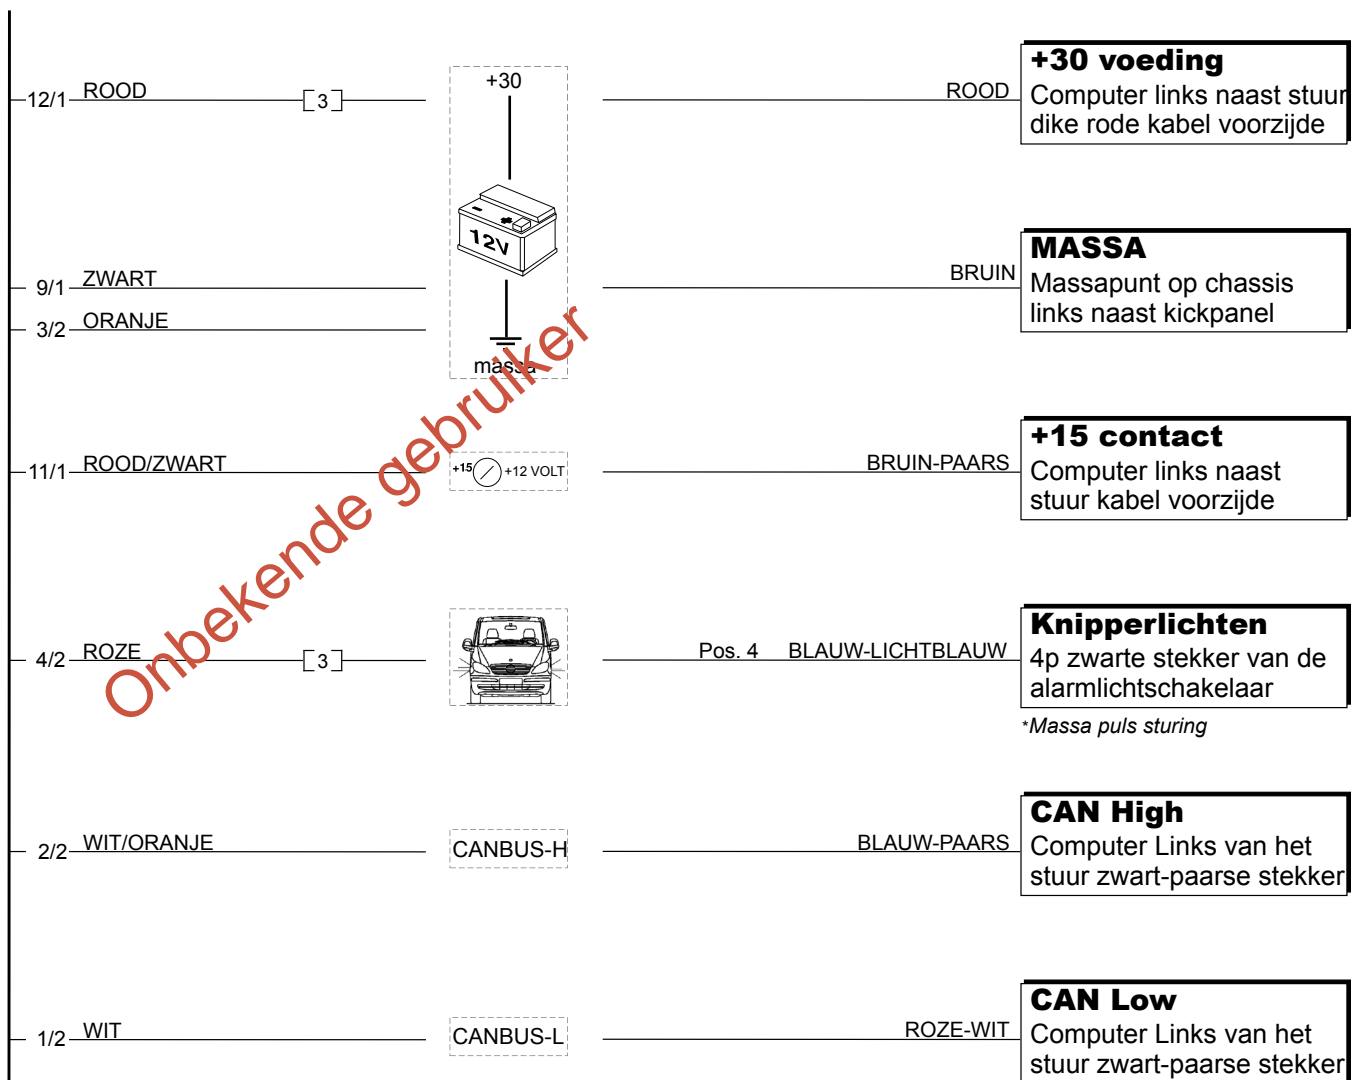 12/1 ROOD 3 +30 ROOD
+30 voeding
Computer links naast stuur
dike rode kabel voorzijde
12V
9/1 ZWART BRUIN
3/2 ORANJE
massa
MASSA
Massapunt op chassis
links naast kickpanel
11/1 ROOD/ZWART +15 +12 VOLT BRUIN-PAARS
+15 contact
Computer links naast
stuur kabel voorzijde
Onbekende gebruiker
4/2 ROZE 3 Pos. 4 BLAUW-LICHTBLAUW
Knipperlichten
4p zwarte stekker van de
alarmlichtschakelaar
*Massa puls sturing
2/2 WIT/ORANJE CANBUS-H BLAUW-PAARS
CAN High
Computer Links van het
stuur zwart-paarse stekker
1/2 WIT CANBUS-L ROZE-WIT
CAN Low
Computer Links van het
stuur zwart-paarse stekker